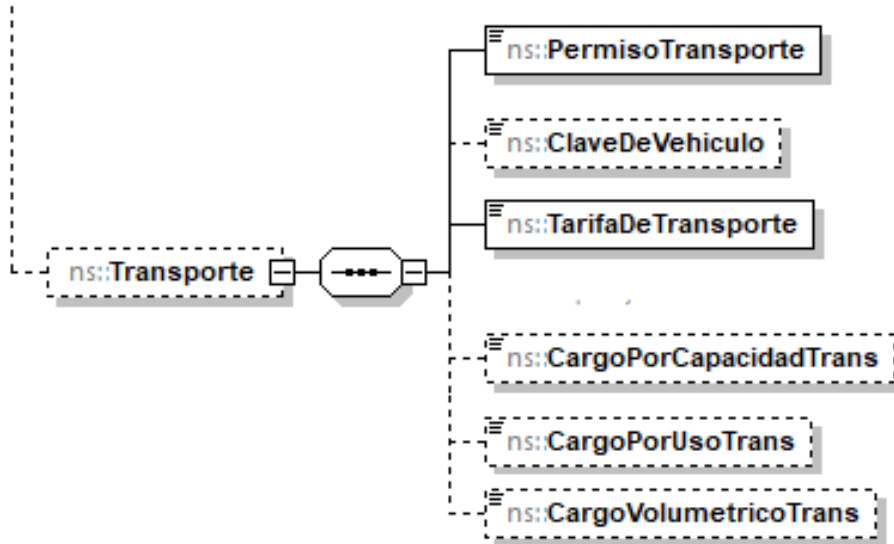 ns::PermisoTransporte
ns::ClaveDeVehiculo
ns::TarifaDeTransporte
ns::Transporte
ns::CargoPorCapacidadTrans
ns::CargoPorUsoTrans
ns::CargoVolumetricoTrans